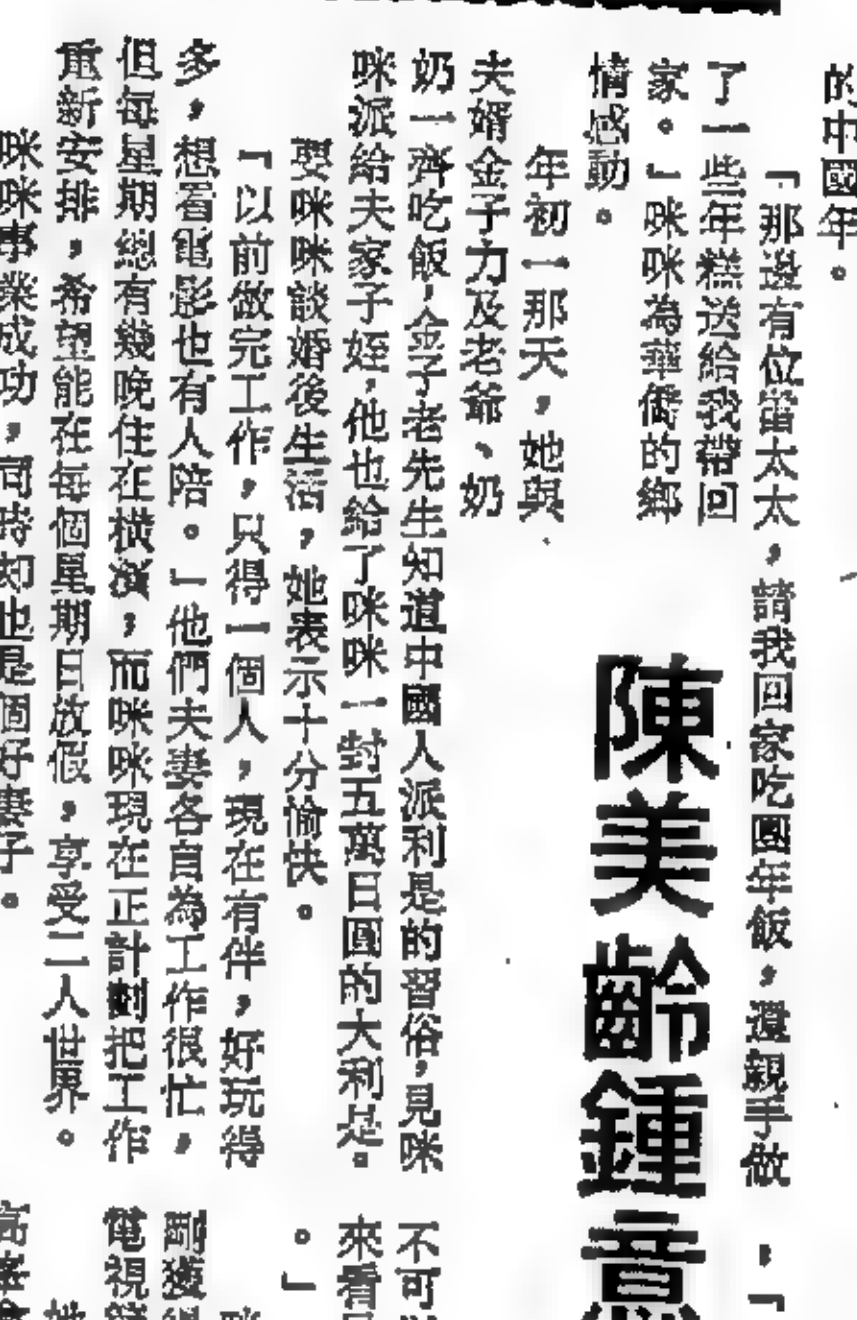 的中國年。
「那邊有位雷太太，請我回家吃團年飯，還親手做
了一些年糕送給我帶回
家。」咪咪為華僑的鄉
情感動。
年初一那天，她與
夫婿金子力及老爺、奶
奶一齊吃飯，金子老先生知道中國人派利是的習俗，見咪
咪派給夫家子姪，他也給了咪咪一封五萬日圓的大利是。
要咪咪談婚後生活，她表示十分愉快。
「以前做完工作，只得一個人，現在有伴，好玩得
多，想看電影也有人陪。」他們夫妻各自為工作很忙，
但每星期總有幾晚住在橫濱，而咪咪現在正計劃把工作
重新安排，希望能在每個星期日放假，享受二人世界。
咪咪事業成功，同時却也是個好妻子。
陳美齡鍾意
，「
不可
來看
。」
剛獲
電視